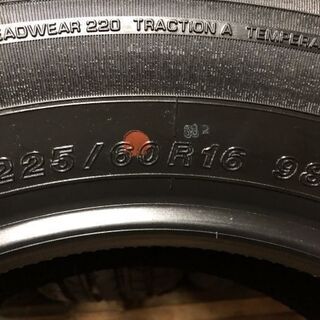 EADWEAR 220 TRACTION A TEMPERA
225/60R16 98